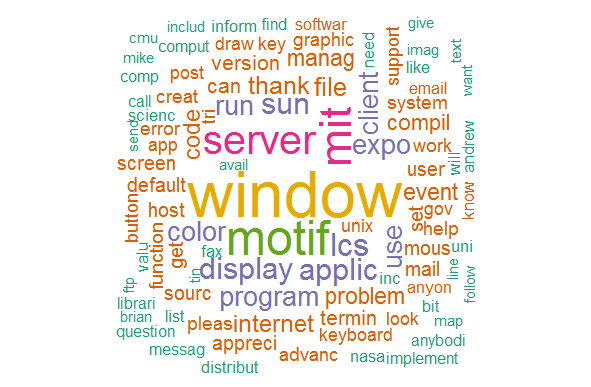 includ inform find softwar give
cmu comput draw key graphic need support imag text
mike version manag like want
comp post can thank file client email
call creat run sun system
scienc code tri mit compil
send error server expo work andrew
app
screen avail user will
default window event know
button host color motif lcs unix use set gov help
function get fax mous uni
valu display applic inc mail line
ftp tin anyon follow
librari sourc program problem bit
brian list pleas internet termin look map
question appreci keyboard anybodi
messag advanc nasa implement
distribut